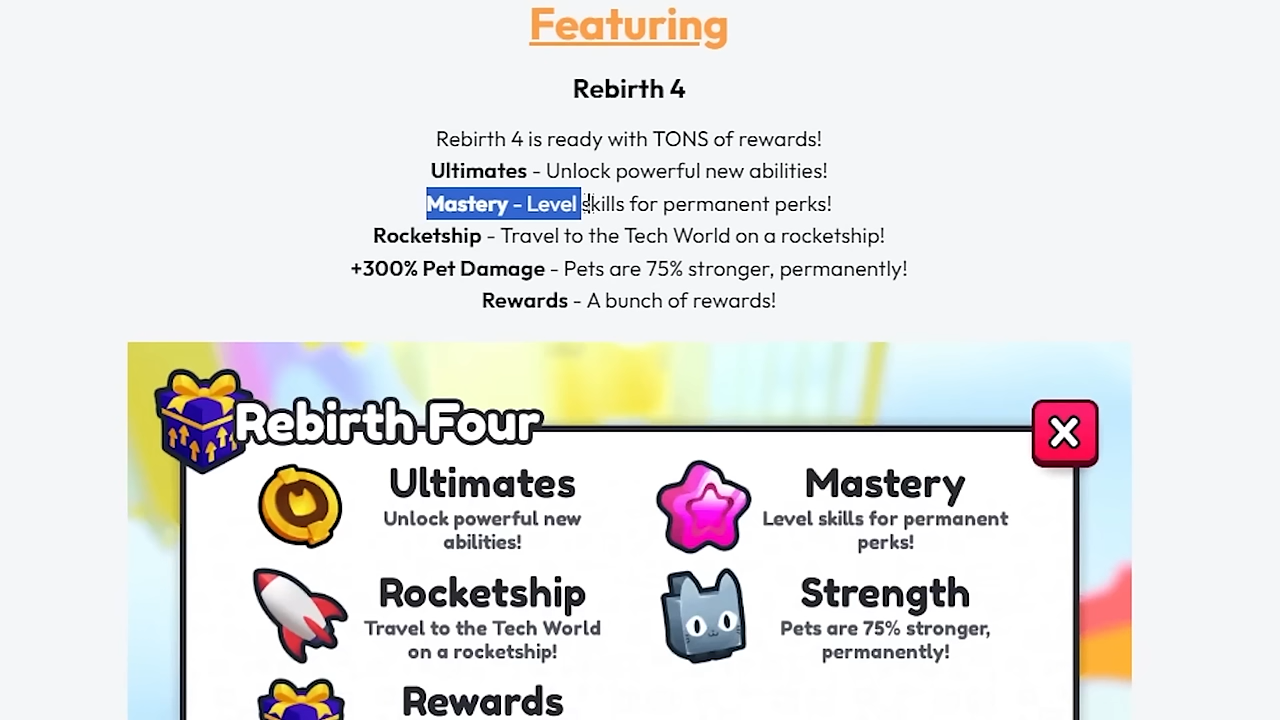 Featuring
Rebirth 4
Rebirth 4 is ready with TONS of rewards!
Ultimates - Unlock powerful new abilities!
Mastery - Level skills for permanent perks!
Rocketship - Travel to the Tech World on a rocketship!
+300% Pet Damage - Pets are 75% stronger, permanently!
Rewards - A bunch of rewards!
Rebirth Four
X
Ultimates
Unlock powerful new
abilities!
Mastery
Level skills for permanent
perks!
Rocketship
Travel to the Tech World
on a rocketship!
Strength
Pets are 75% stronger,
permanently!
Rewards